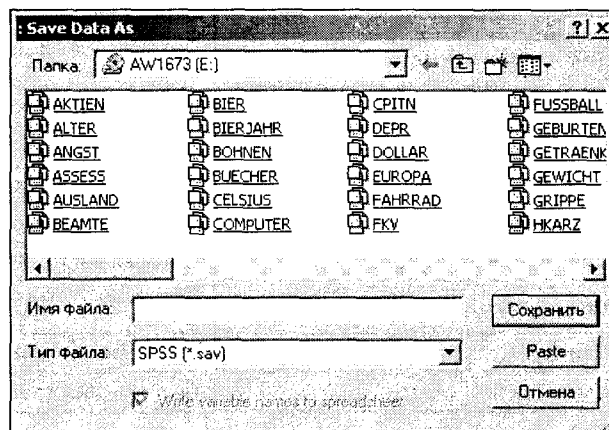 : Save Data As
Папка: AW1673 (E:)
AKTIEN BIER CPITN FUSSBALL
ALTER BIERJAHR DEPR GEBURTEN
ANGST BOHNEN DOLLAR GETRAENK
ASSESS BUECHER EUROPA GEWICHT
AUSLAND CELSIUS FAHRRAD GRIPPE
BEAMTE COMPUTER FKV HKARZ
Имя файла: Сохранить
Тип файла: SPSS (*.sav) Paste
Write variable names to spreadsheet Отмена